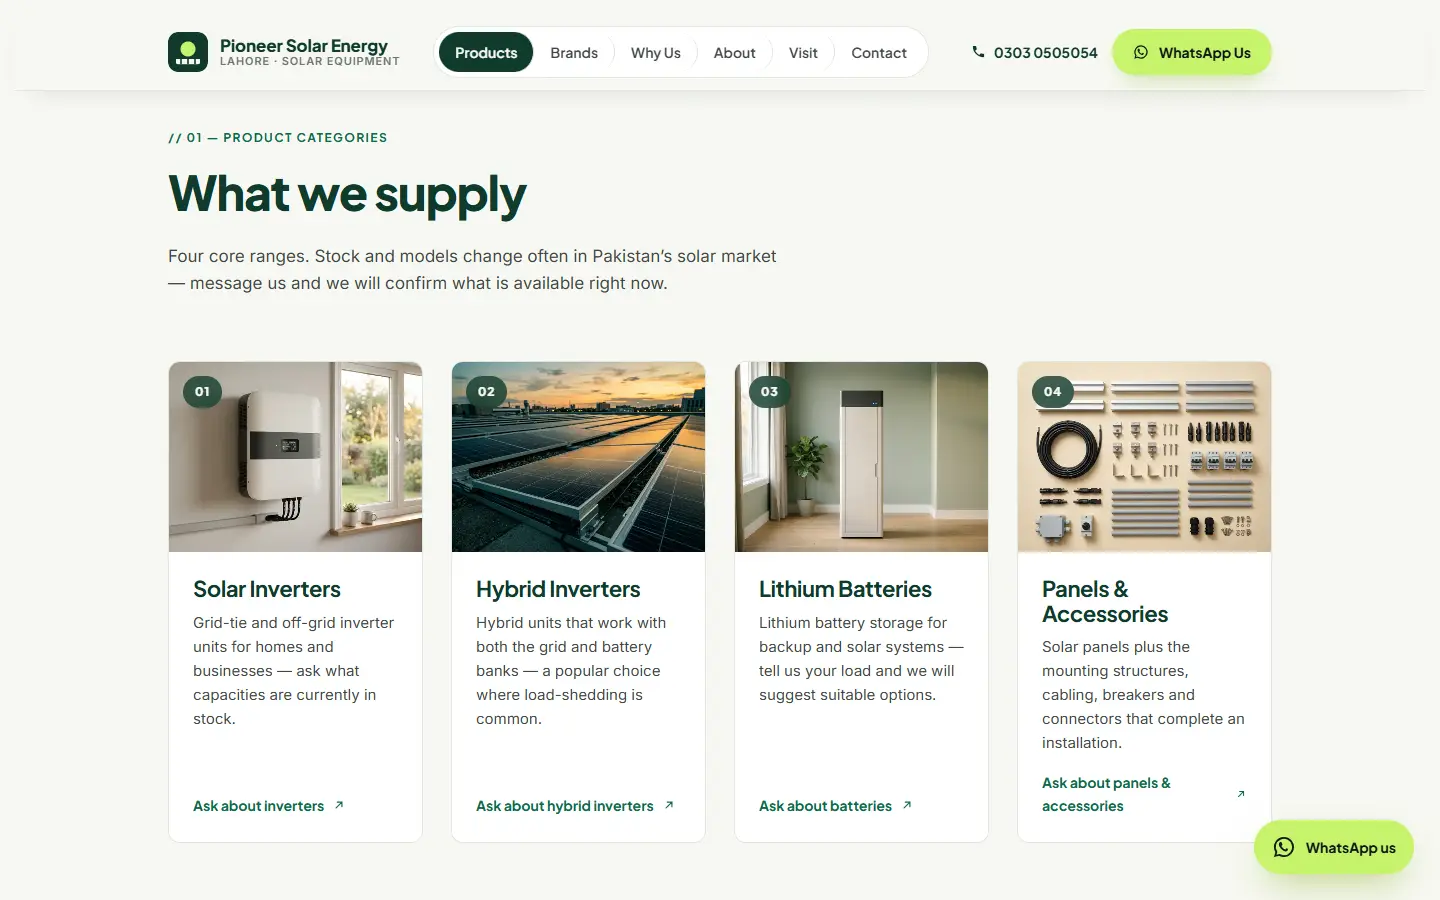 Pioneer Solar Energy
LAHORE · SOLAR EQUIPMENT
Products
Brands
Why Us
About
Visit
Contact
0303 0505054
WhatsApp Us
// 01 — PRODUCT CATEGORIES
What we supply
Four core ranges. Stock and models change often in Pakistan’s solar market
— message us and we will confirm what is available right now.
01
Solar Inverters
Grid-tie and off-grid inverter
units for homes and
businesses — ask what
capacities are currently in
stock.
Ask about inverters
02
Hybrid Inverters
Hybrid units that work with
both the grid and battery
banks — a popular choice
where load-shedding is
common.
Ask about hybrid inverters
03
Lithium Batteries
Lithium battery storage for
backup and solar systems —
tell us your load and we will
suggest suitable options.
Ask about batteries
04
Panels &
Accessories
Solar panels plus the
mounting structures,
cabling, breakers and
connectors that complete an
installation.
Ask about panels &
accessories
WhatsApp us